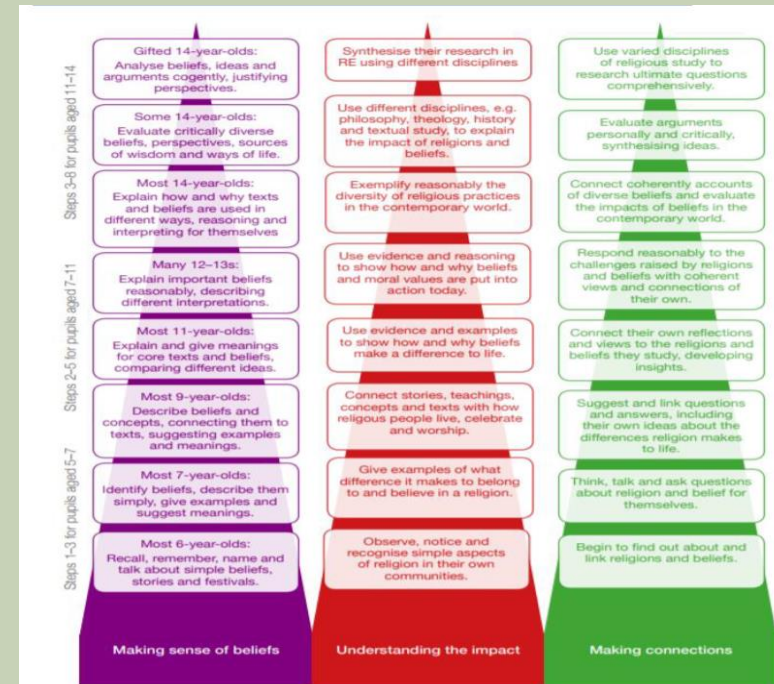 Steps 3–8 for pupils aged 11–14
Steps 2–5 for pupils aged 7–11
Steps 1–3 for pupils aged 5–7
Gifted 14-year-olds:
Analyse beliefs, ideas and
arguments cogently, justifying
perspectives.
Some 14-year-olds:
Evaluate critically diverse
beliefs, perspectives, sources
of wisdom and ways of life.
Most 14-year-olds:
Explain how and why texts
and beliefs are used in
different ways, reasoning and
interpreting for themselves
Many 12–13s:
Explain important beliefs
reasonably, describing
different interpretations.
Most 11-year-olds:
Explain and give meanings
for core texts and beliefs,
comparing different ideas.
Most 9-year-olds:
Describe beliefs and
concepts, connecting them to
texts, suggesting examples
and meanings.
Most 7-year-olds:
Identify beliefs, describe them
simply, give examples and
suggest meanings.
Most 6-year-olds:
Recall, remember, name and
talk about simple beliefs,
stories and festivals.
Making sense of beliefs
Synthesise their research in
RE using different disciplines
Use different disciplines, e.g.
philosophy, theology, history
and textual study, to explain
the impact of religions and
beliefs.
Exemplify reasonably the
diversity of religious practices
in the contemporary world.
Use evidence and reasoning
to show how and why beliefs
and moral values are put into
action today.
Use evidence and examples
to show how and why beliefs
make a difference to life.
Connect stories, teachings,
concepts and texts with how
religous people live, celebrate
and worship.
Give examples of what
difference it makes to belong
to and believe in a religion.
Observe, notice and
recognise simple aspects
of religion in their own
communities.
Understanding the impact
Use varied disciplines
of religious study to
research ultimate questions
comprehensively.
Evaluate arguments
personally and critically,
synthesising ideas.
Connect coherently accounts
of diverse beliefs and evaluate
the impacts of beliefs in the
contemporary world.
Respond reasonably to the
challenges raised by religions
and beliefs with coherent
views and connections of
their own.
Connect their own reflections
and views to the religions and
beliefs they study, developing
insights.
Suggest and link questions
and answers, including
their own ideas about the
differences religion makes
to life.
Think, talk and ask questions
about religion and belief for
themselves.
Begin to find out about and
link religions and beliefs.
Making connections